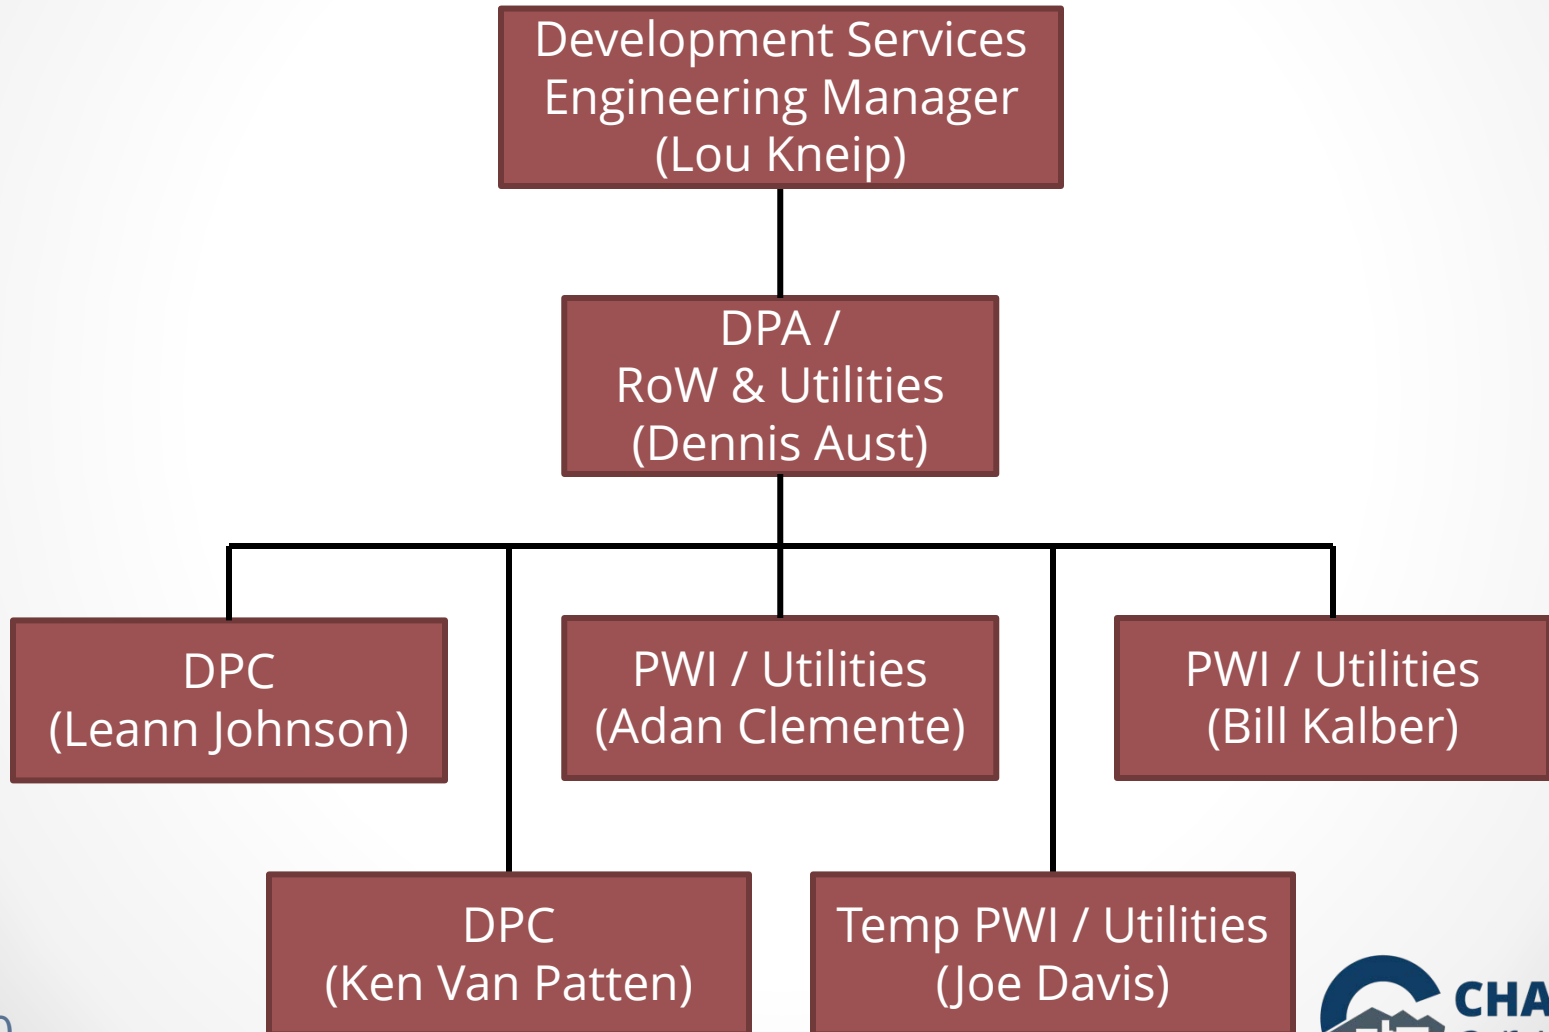 Development Services
Engineering Manager
(Lou Kneip)
DPA /
RoW & Utilities
(Dennis Aust)
DPC
(Leann Johnson)
PWI / Utilities
(Adan Clemente)
PWI / Utilities
(Bill Kalber)
DPC
(Ken Van Patten)
Temp PWI / Utilities
(Joe Davis)
CHA